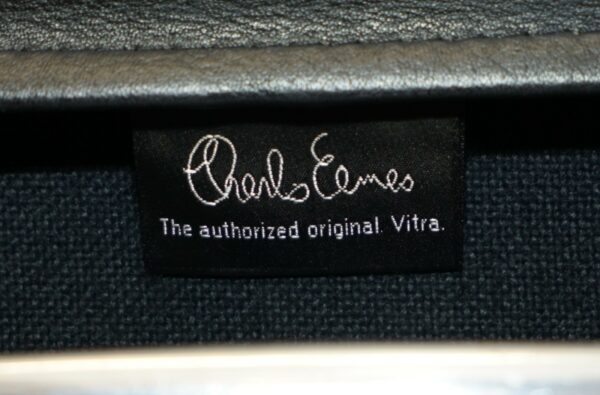 Charles Eames
The authorized original. Vitra.